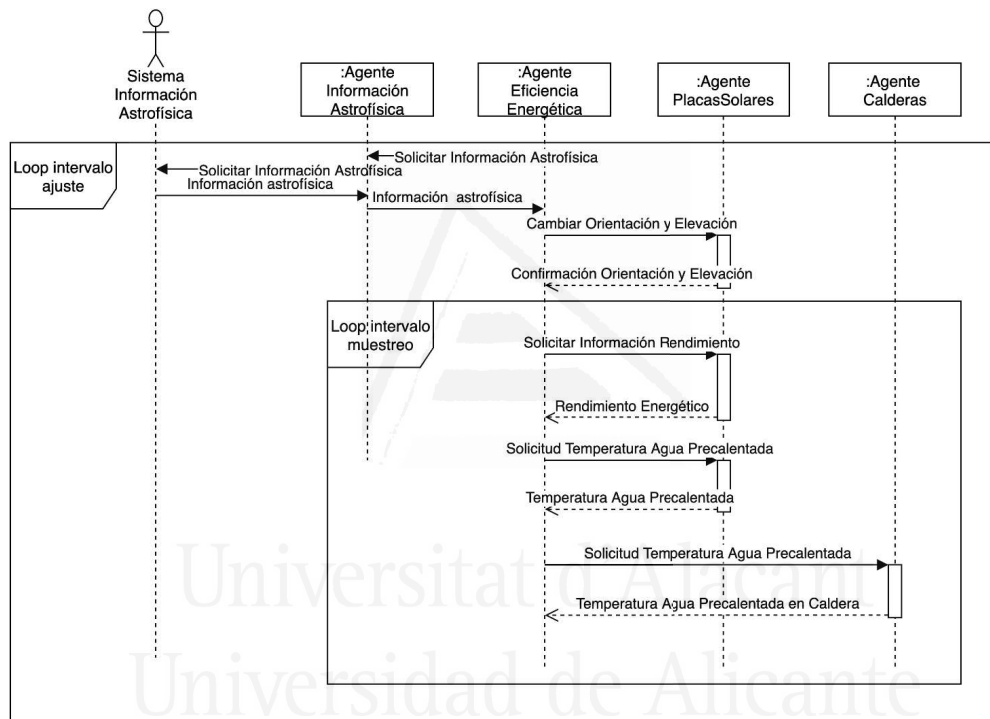 Sistema
Información
Astrofísica
:Agente
Información
Astrofísica
:Agente
Eficiencia
Energética
:Agente
PlacasSolares
:Agente
Calderas
Loop intervalo
ajuste
Solicitar Información Astrofísica
Solicitar Información Astrofísica
Información astrofísica
Información astrofísica
Cambiar Orientación y Elevación
Confirmación Orientación y Elevación
Loop intervalo
muestreo
Solicitar Información Rendimiento
Rendimiento Energético
Solicitud Temperatura Agua Precalentada
Temperatura Agua Precalentada
Solicitud Temperatura Agua Precalentada
Temperatura Agua Precalentada en Caldera
Universitat d'Alacant
Universidad de Alicante